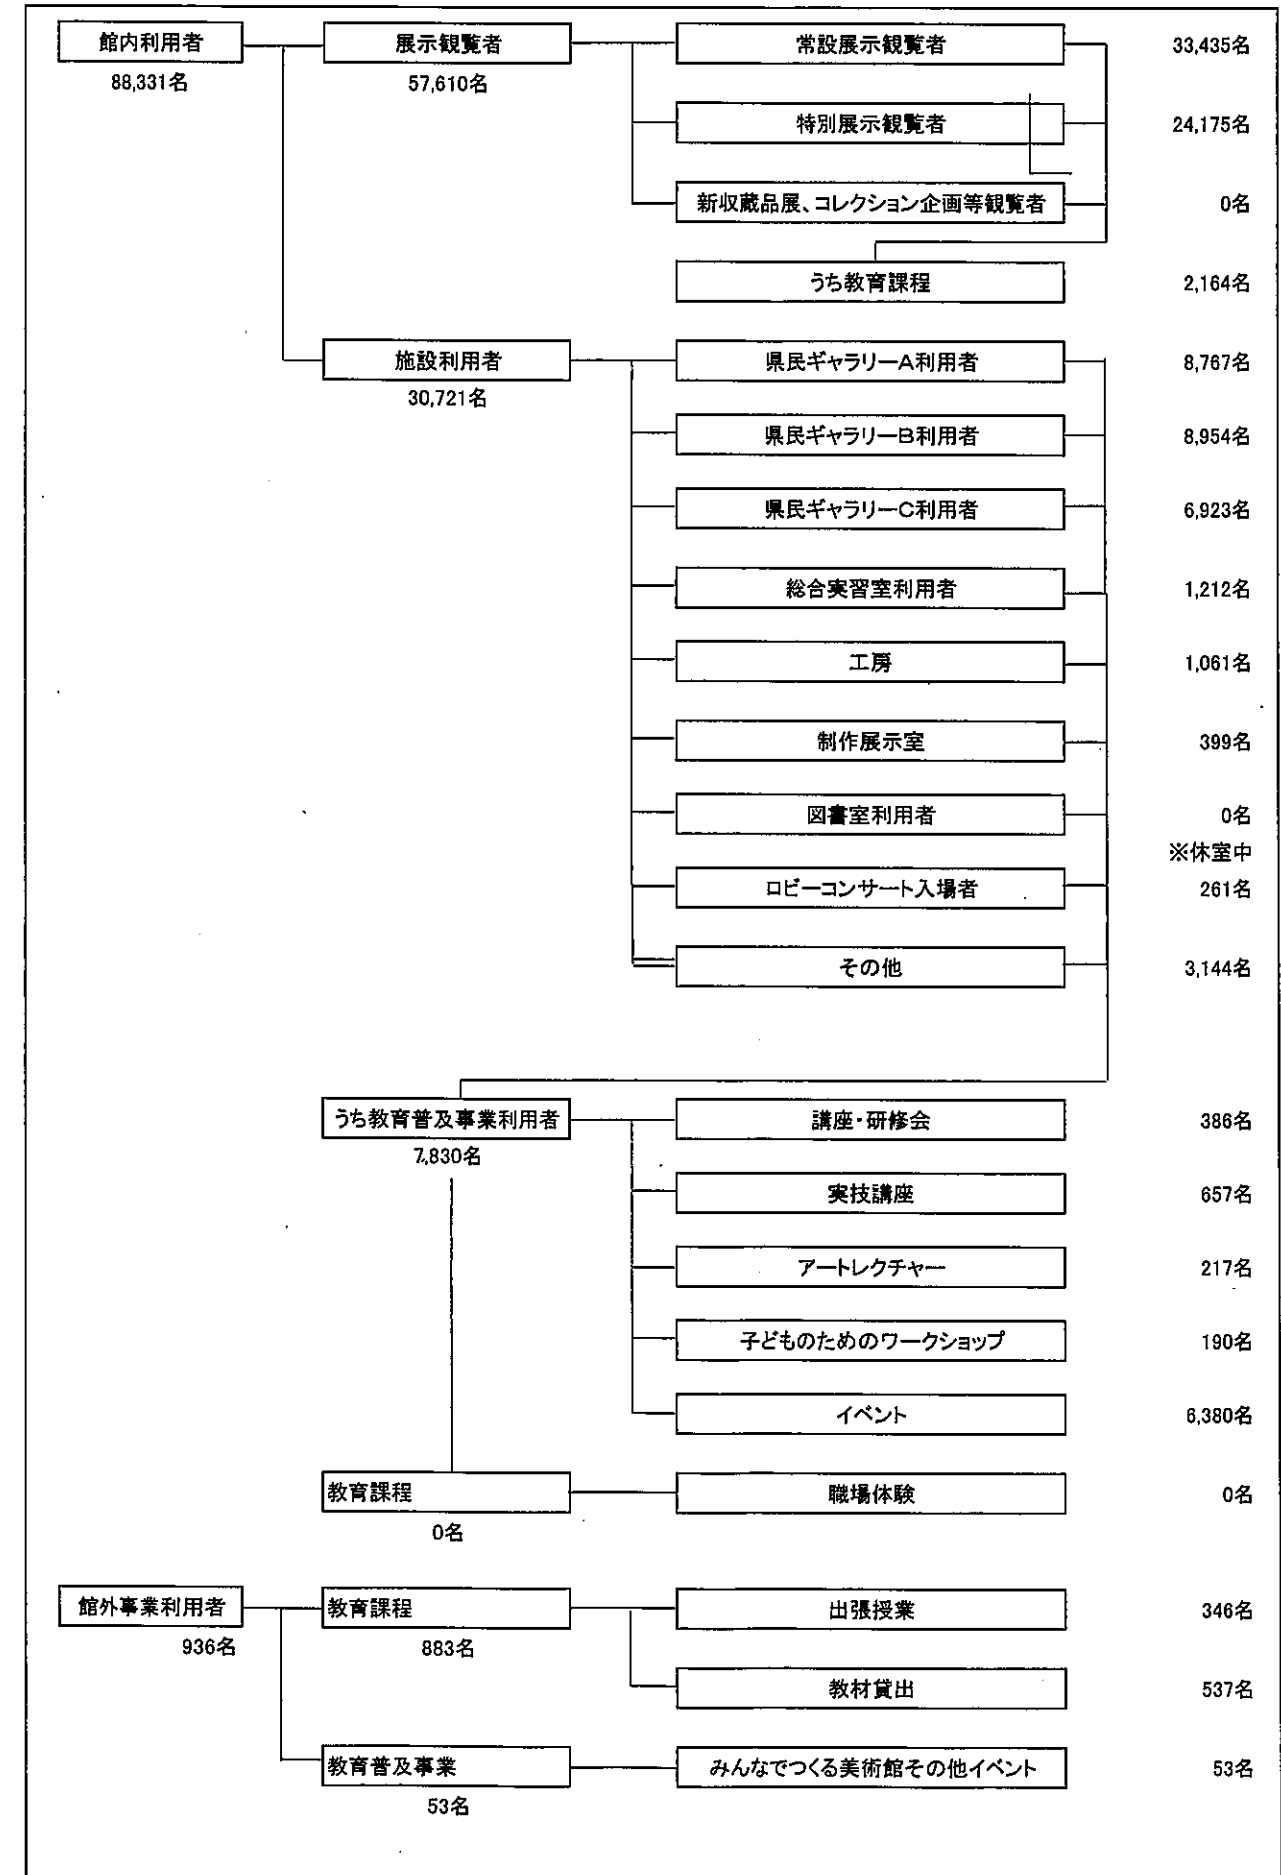 館内利用者 展示観覧者 常設展示観覧者 33,435名
88,331名 57,610名
特別展示観覧者 24,175名
新収蔵品展、コレクション企画等観覧者 0名
うち教育課程 2,164名
施設利用者 県民ギャラリーA利用者 8,767名
30,721名
県民ギャラリーB利用者 8,954名
県民ギャラリーC利用者 6,923名
総合実習室利用者 1,212名
工房 1,061名
制作展示室 399名
図書室利用者 0名
※休室中
ロビーコンサート入場者 261名
その他 3,144名
うち教育普及事業利用者 講座・研修会 386名
7,830名
実技講座 657名
アートレクチャー 217名
子どものためのワークショップ 190名
イベント 6,380名
教育課程 職場体験 0名
0名
館外事業利用者 教育課程 出張授業 346名
936名 883名
教材貸出 537名
教育普及事業 みんなでつくる美術館その他イベント 53名
53名